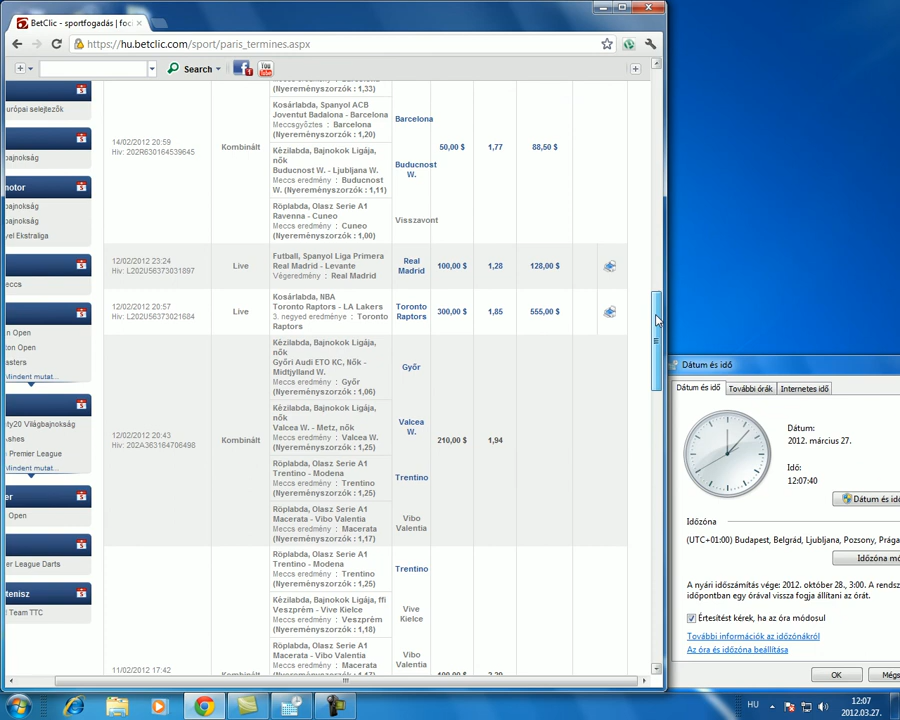 BetClic - sportfogadás | foci
https://hu.betclic.com/sport/paris_termines.aspx
Search
urópai selejtezők
bajnokság
motor
bajnokság
bajnokság
yel Ekstraliga
eccs
n Open
ton Open
asters
Mindent mutat...
ty20 Világbajnokság
Ashes
Premier League
Mindent mutat...
er
Open
er League Darts
tenisz
Team TTC
(Nyereményszorzók : 1,33)
14/02/2012 20:59
Hiv: 202R630164539645
Kombinált
Kosárlabda, Spanyol ACB
Joventut Badalona - Barcelona
Meccsgyőztes : Barcelona
(Nyereményszorzók : 1,20)
Barcelona
Kézilabda, Bajnokok Ligája,
nők
Buducnost W. - Ljubljana W.
Meccs eredmény : Buducnost
W. (Nyereményszorzók : 1,11)
Buducnost
W.
Röplabda, Olasz Serie A1
Ravenna - Cuneo
Meccs eredmény : Cuneo
(Nyereményszorzók : 1,00)
Visszavont
50,00 $
1,77
88,50 $
12/02/2012 23:24
Hiv: L202U56373031897
Live
Futball, Spanyol Liga Primera
Real Madrid - Levante
Végeredmény : Real Madrid
Real
Madrid
100,00 $
1,28
128,00 $
12/02/2012 20:57
Hiv: L202U56373021684
Live
Kosárlabda, NBA
Toronto Raptors - LA Lakers
3. negyed eredménye : Toronto
Raptors
Toronto
Raptors
300,00 $
1,85
555,00 $
12/02/2012 20:43
Hiv: 202A363164706498
Kombinált
Kézilabda, Bajnokok Ligája,
nők
Győri Audi ETO KC, Nők -
Midtjylland W.
Meccs eredmény : Győr
(Nyereményszorzók : 1,06)
Győr
Kézilabda, Bajnokok Ligája,
nők
Valcea W. - Metz, nők
Meccs eredmény : Valcea W.
(Nyereményszorzók : 1,25)
Valcea
W.
Röplabda, Olasz Serie A1
Trentino - Modena
Meccs eredmény : Trentino
(Nyereményszorzók : 1,25)
Trentino
Röplabda, Olasz Serie A1
Macerata - Vibo Valentia
Meccs eredmény : Macerata
(Nyereményszorzók : 1,17)
Vibo
Valentia
210,00 $
1,94
11/02/2012 17:42
Kombinált
Röplabda, Olasz Serie A1
Trentino - Modena
Meccs eredmény : Trentino
(Nyereményszorzók : 1,25)
Trentino
Kézilabda, Bajnokok Ligája, ffi
Veszprém - Vive Kielce
Meccs eredmény : Veszprém
(Nyereményszorzók : 1,18)
Vive
Kielce
Röplabda, Olasz Serie A1
Macerata - Vibo Valentia
Meccs eredmény : Macerata
Vibo
Valentia
Dátum és idő
Dátum és idő
További órák
Internetes idő
Dátum:
2012. március 27.
Idő:
12:07:40
Dátum és idő
Időzóna
(UTC+01:00) Budapest, Belgrád, Ljubljana, Pozsony, Prága
Időzóna mó
A nyári időszámítás vége: 2012. október 28., 3:00. A rendsz
időpontban egy órával vissza fogja állítani az órát.
Értesítést kérek, ha az óra módosul
További információk az időzónákról
Az óra és időzóna beállítása
OK
Mégs
HU
12:07
2012.03.27.